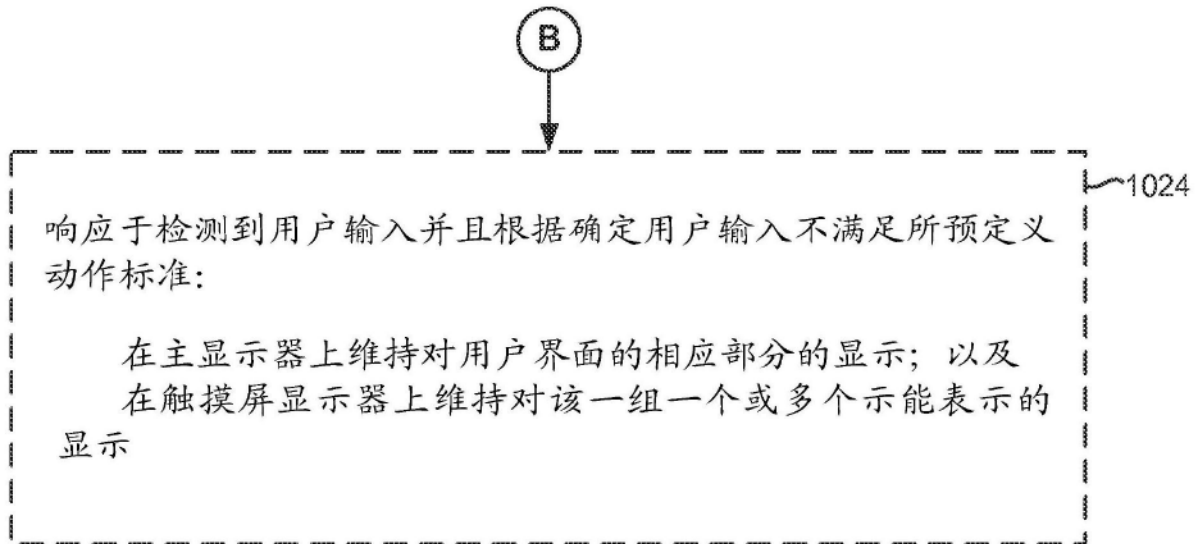 B
1024
响应于检测到用户输入并且根据确定用户输入不满足所预定义
动作标准:
在主显示器上维持对用户界面的相应部分的显示; 以及
在触摸屏显示器上维持对该一组一个或多个示能表示的
显示